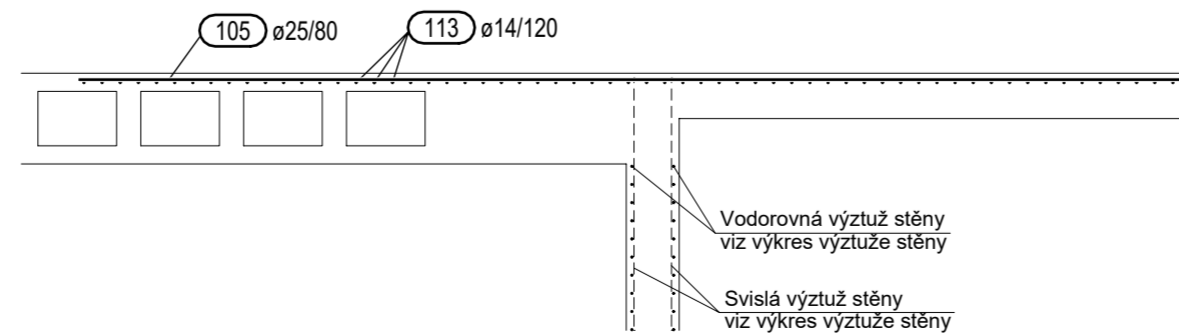 105 ø25/80 113 ø14/120
Vodorovná výztuž stěny
viz výkres výztuže stěny
Svislá výztuž stěny
viz výkres výztuže stěny